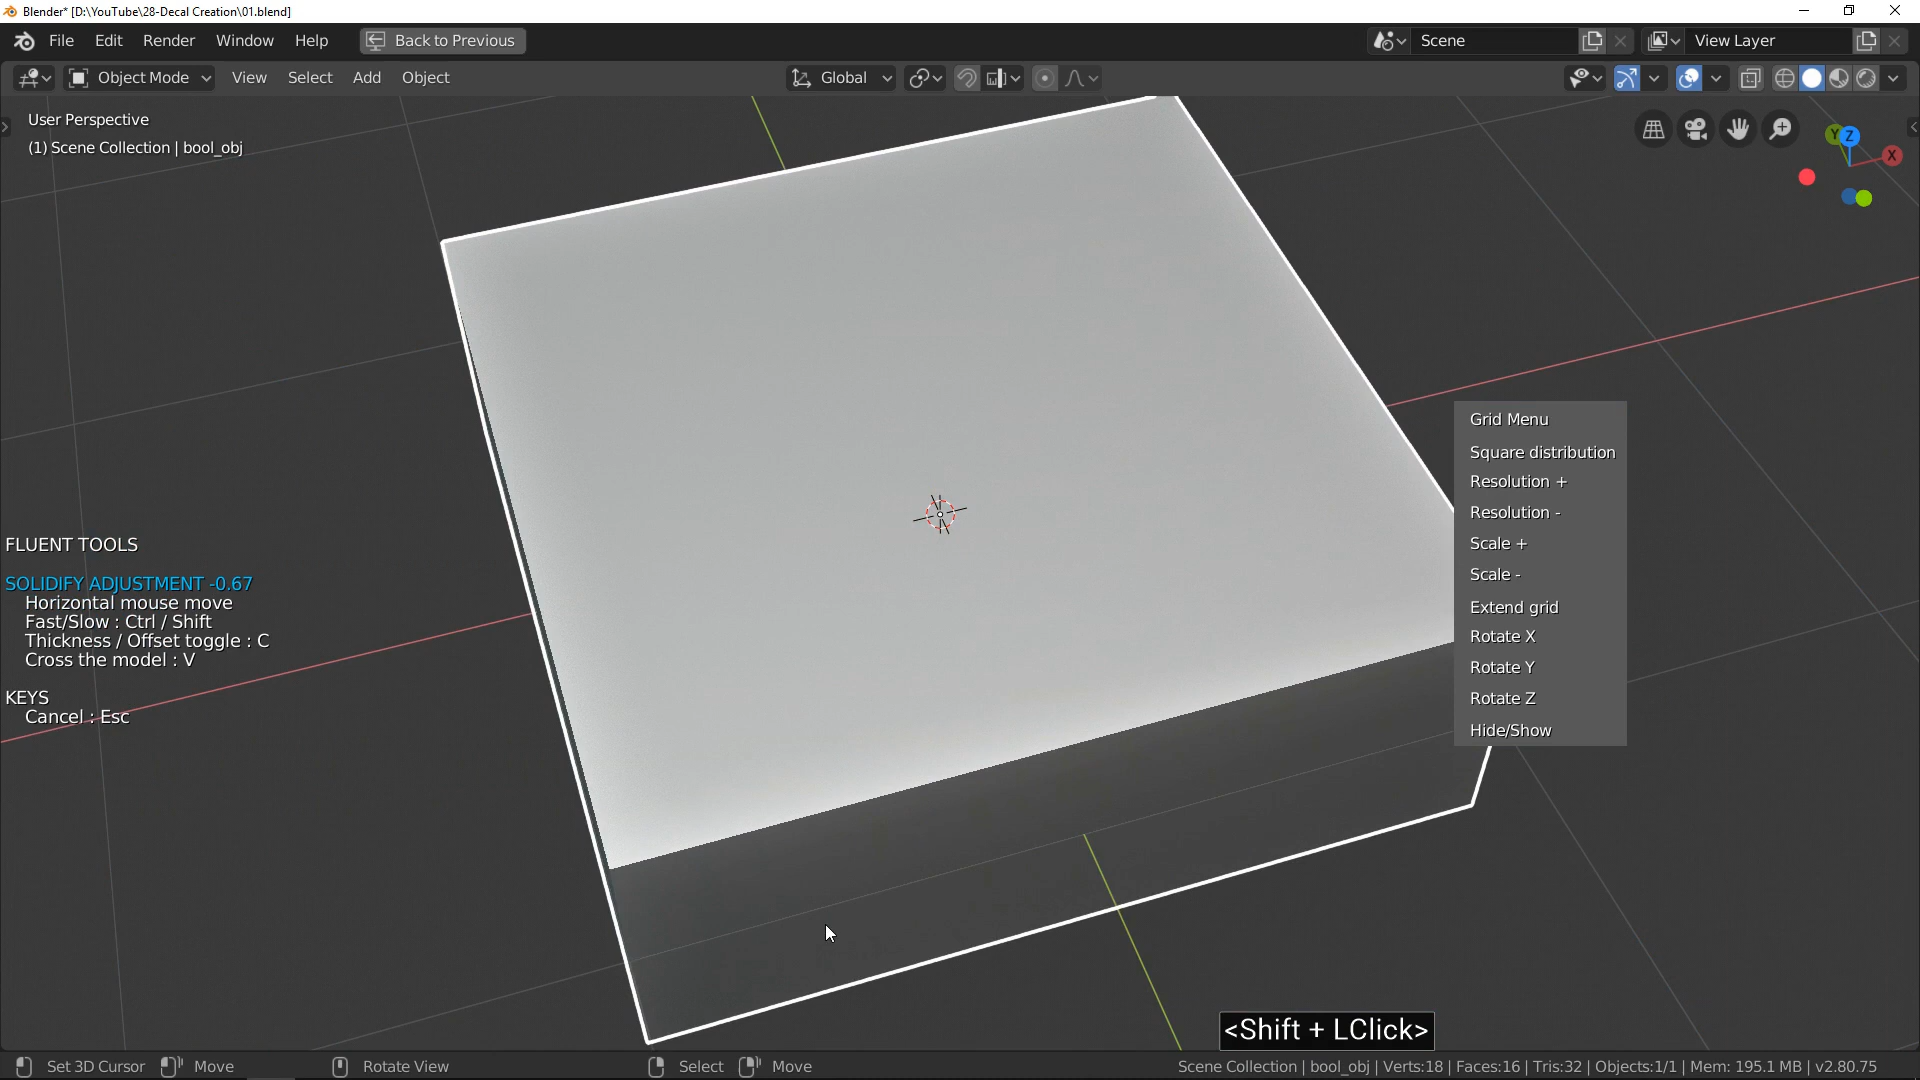 Blender* [D:\YouTube\28-Decal Creation\01.blend]
File Edit Render Window Help Back to Previous Scene View Layer
Object Mode View Select Add Object Global
User Perspective
(1) Scene Collection | bool_obj
Y Z X
Grid Menu
Square distribution
Resolution +
Resolution -
Scale +
Scale -
Extend grid
Rotate X
Rotate Y
Rotate Z
Hide/Show
FLUENT TOOLS
SOLIDIFY ADJUSTMENT -0.67
Horizontal mouse move
Fast/Slow : Ctrl / Shift
Thickness / Offset toggle : C
Cross the model : V
KEYS
Cancel : Esc
<Shift + LClick>
Set 3D Cursor Move Rotate View Select Move Scene Collection | bool_obj | Verts:18 | Faces:16 | Tris:32 | Objects:1/1 | Mem: 195.1 MB | v2.80.75